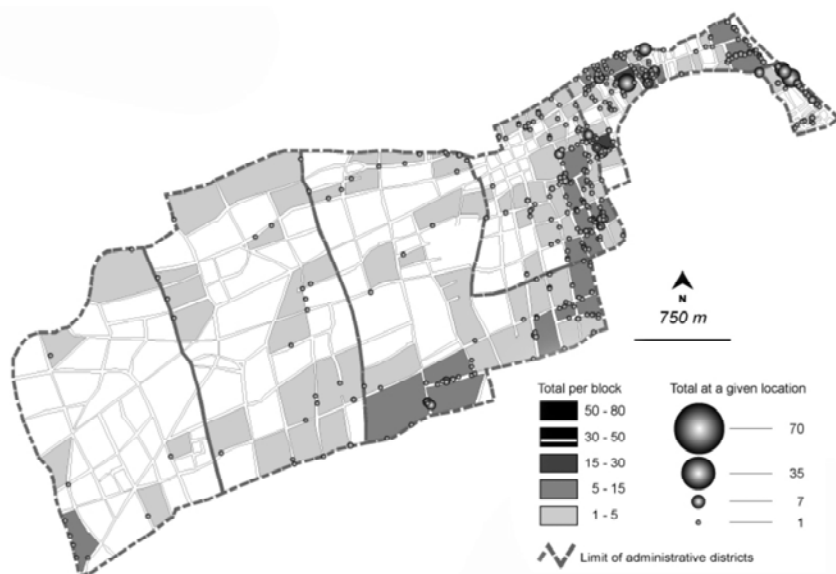 N
750 m
Total per block
50 - 80
30 - 50
15 - 30
5 - 15
1 - 5
Total at a given location
70
35
7
1
Limit of administrative districts